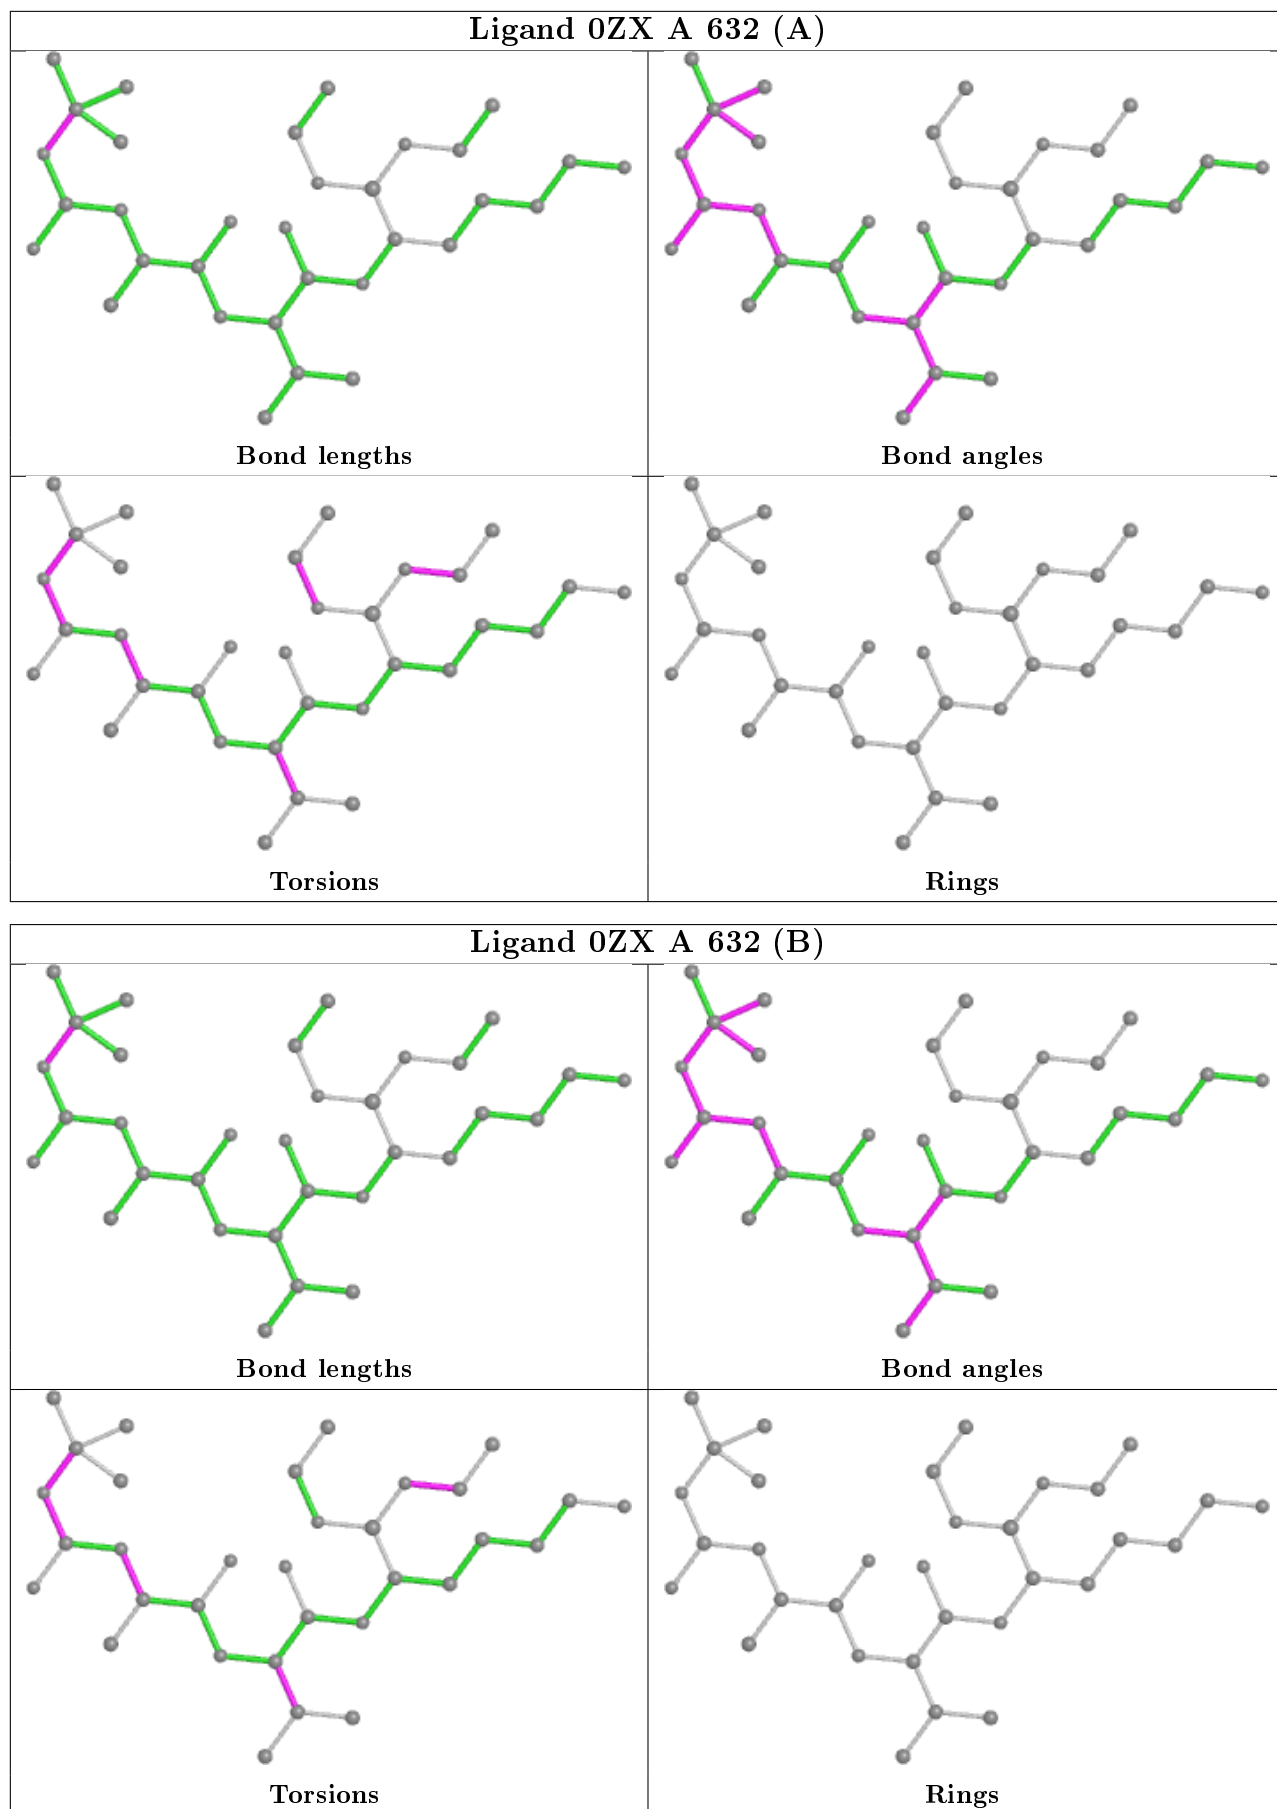 Ligand 0ZX A 632 (A)
Bond lengths
Bond angles
Torsions
Rings
Ligand 0ZX A 632 (B)
Bond lengths
Bond angles
Torsions
Rings